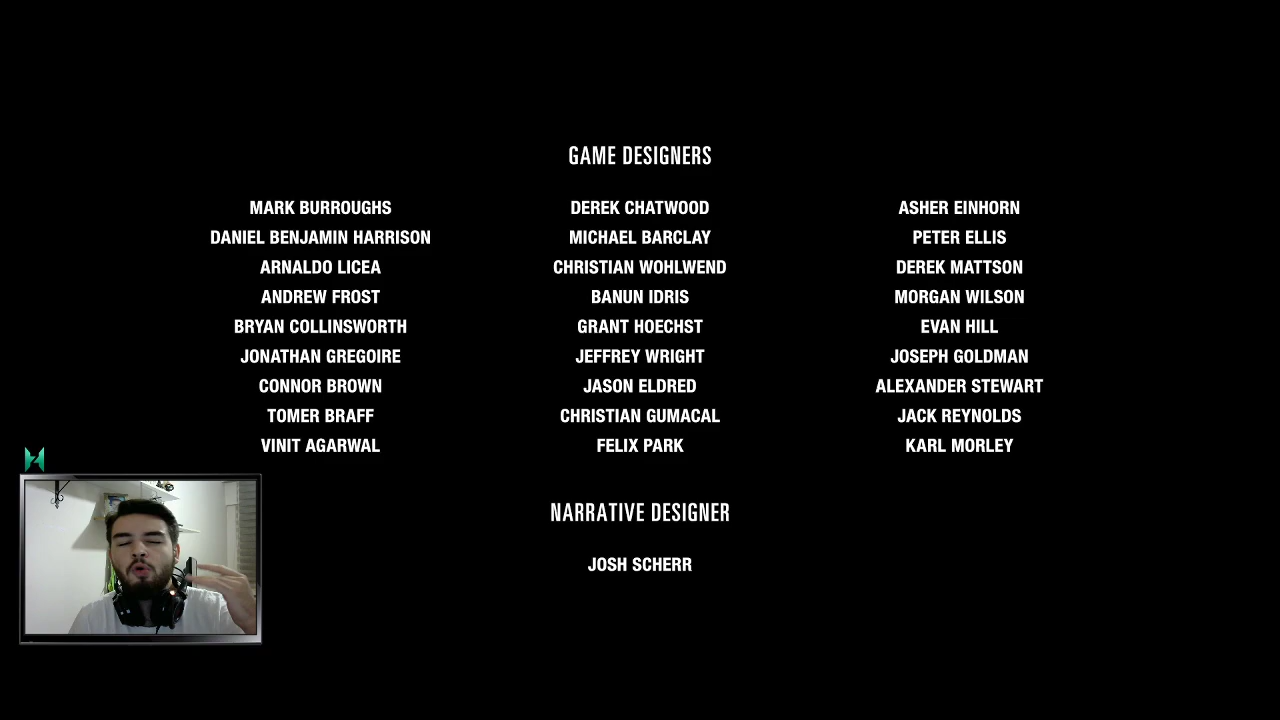 GAME DESIGNERS
MARK BURROUGHS DEREK CHATWOOD ASHER EINHORN
DANIEL BENJAMIN HARRISON MICHAEL BARCLAY PETER ELLIS
ARNALDO LICEA CHRISTIAN WOHLWEND DEREK MATTSON
ANDREW FROST BANUN IDRIS MORGAN WILSON
BRYAN COLLINSWORTH GRANT HOECHST EVAN HILL
JONATHAN GREGOIRE JEFFREY WRIGHT JOSEPH GOLDMAN
CONNOR BROWN JASON ELDRED ALEXANDER STEWART
TOMER BRAFF CHRISTIAN GUMACAL JACK REYNOLDS
VINIT AGARWAL FELIX PARK KARL MORLEY
NARRATIVE DESIGNER
JOSH SCHERR